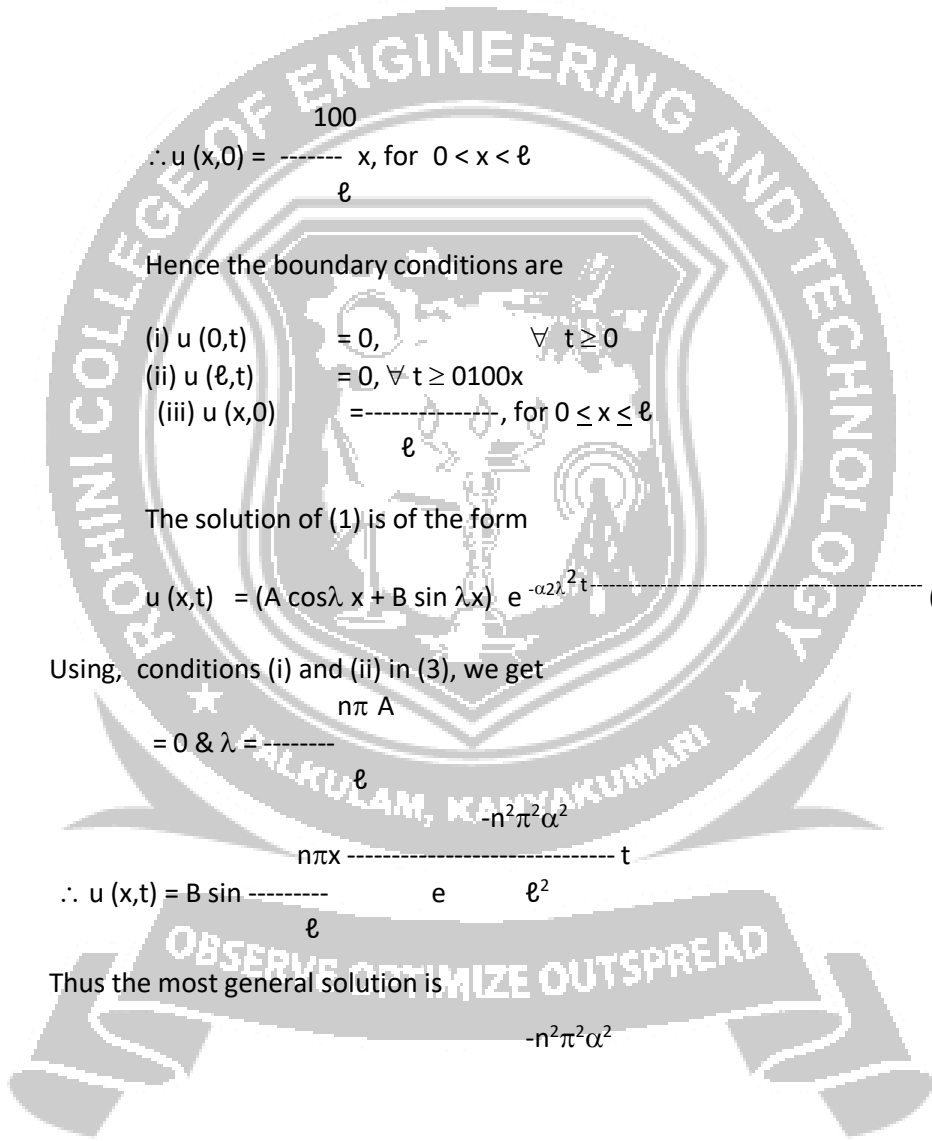 ROHINI COLLEGE OF ENGINEERING AND TECHNOLOGY
100
∴u (x,0) = ------- x, for 0 < x < ℓ
ℓ
Hence the boundary conditions are
(i) u (0,t) = 0, ∀ t ≥ 0
(ii) u (ℓ,t) = 0, ∀ t ≥ 0100x
(iii) u (x,0) =---------------, for 0 ≤ x ≤ ℓ
ℓ
The solution of (1) is of the form
u (x,t) = (A cosλ x + B sin λx) e -α2λ² t------------------------------------------------- (
Using, conditions (i) and (ii) in (3), we get
nπ A
= 0 & λ = --------
ℓ
-n²π²α²
nπx ------------------------------ t
∴ u (x,t) = B sin --------- e ℓ²
ℓ
Thus the most general solution is
-n²π²α²
PALKULAM, KANYAKUMARI
OBSERVE OPTIMIZE OUTSPREAD